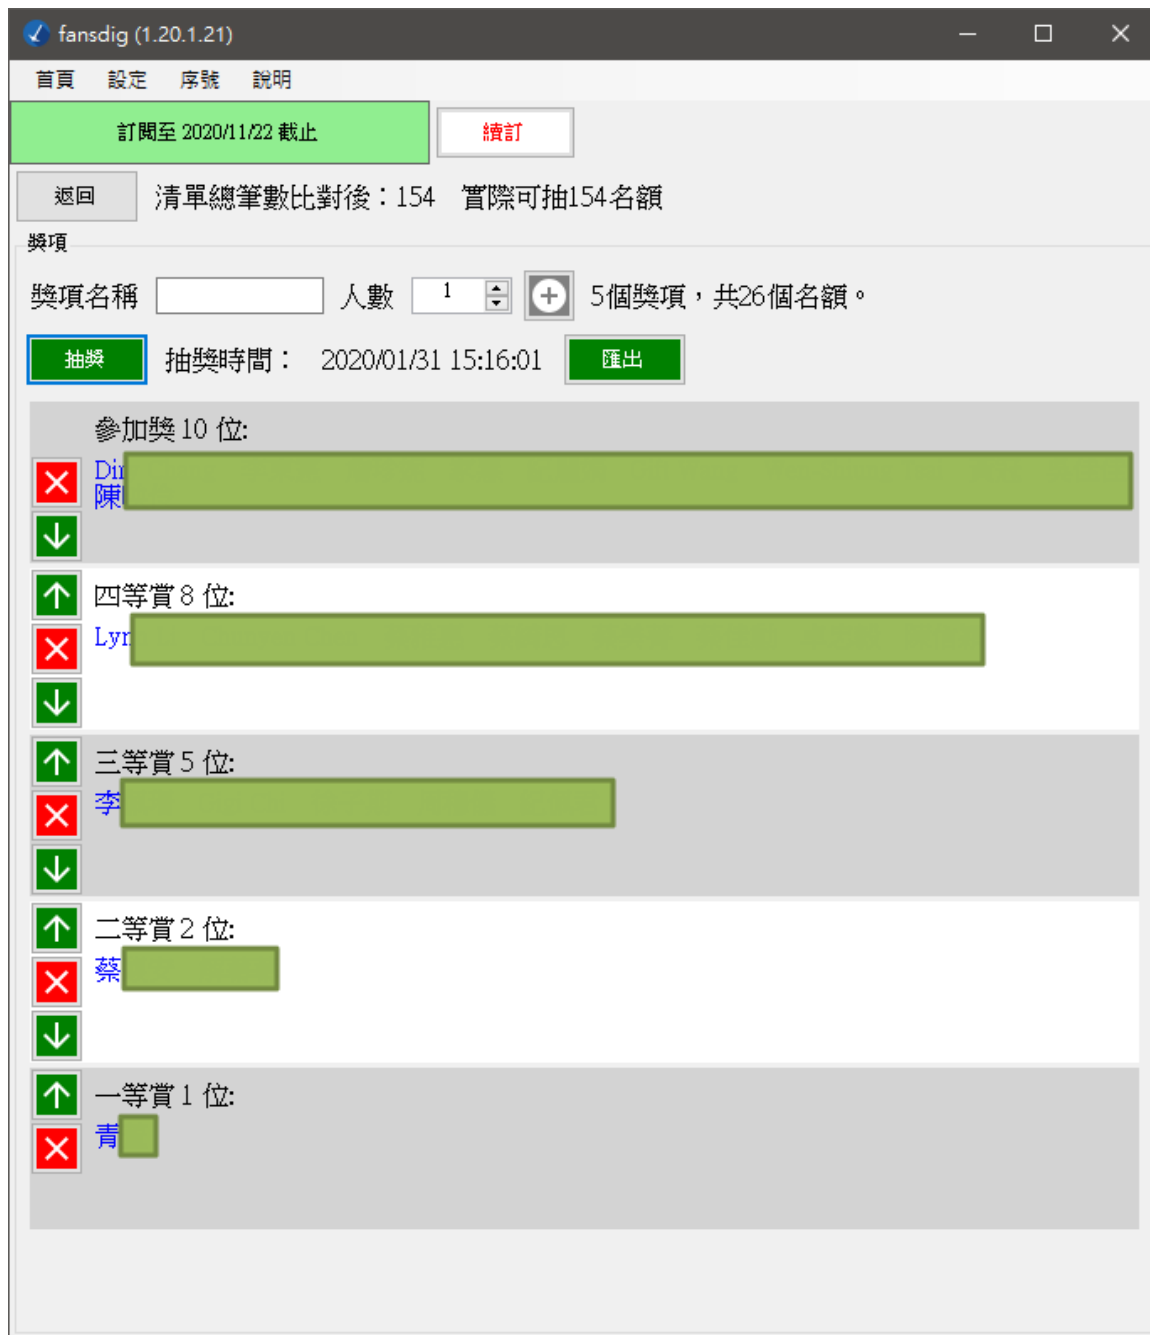 fansdig (1.20.1.21)
首頁 設定 序號 說明
訂閱至 2020/11/22 截止 續訂
返回 清單總筆數比對後：154 實際可抽154名額
獎項
獎項名稱 人數 1 5個獎項，共26個名額。
抽獎 抽獎時間： 2020/01/31 15:16:01 匯出
參加獎 10 位:
Din
陳
四等賞 8 位:
Lyn
三等賞 5 位:
李
二等賞 2 位:
蔡
一等賞 1 位:
青